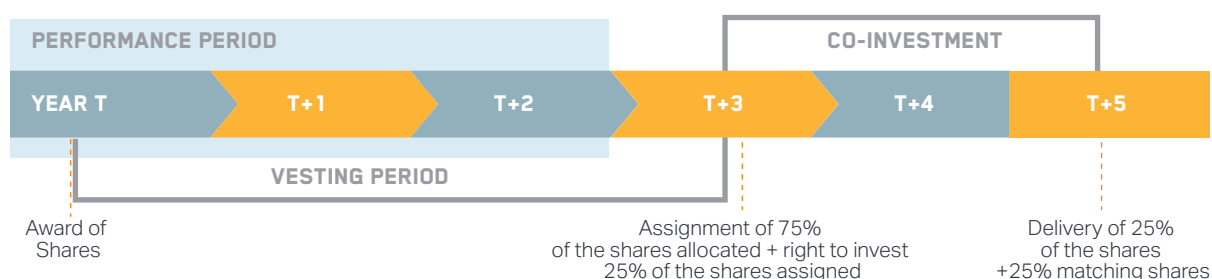 PERFORMANCE PERIOD
CO-INVESTMENT
YEAR T
T+1
T+2
T+3
T+4
T+5
VESTING PERIOD
Award of
Shares
Assignment of 75%
of the shares allocated + right to invest
25% of the shares assigned
Delivery of 25%
of the shares
+25% matching shares